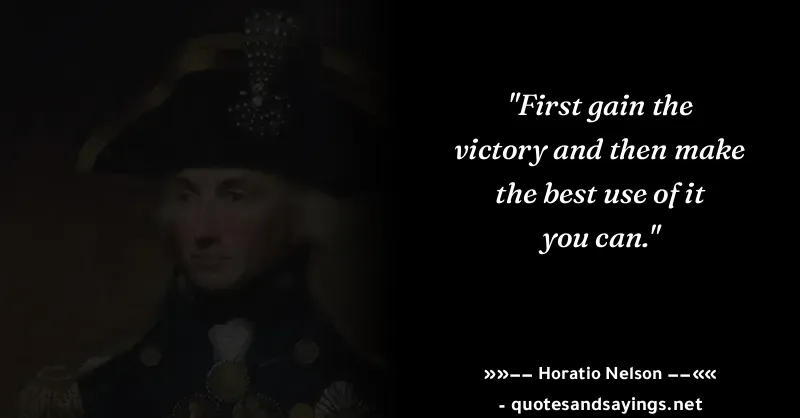 "First gain the
victory and then make
the best use of it
you can."
»»−− Horatio Nelson −−««
- quotesandsayings.net